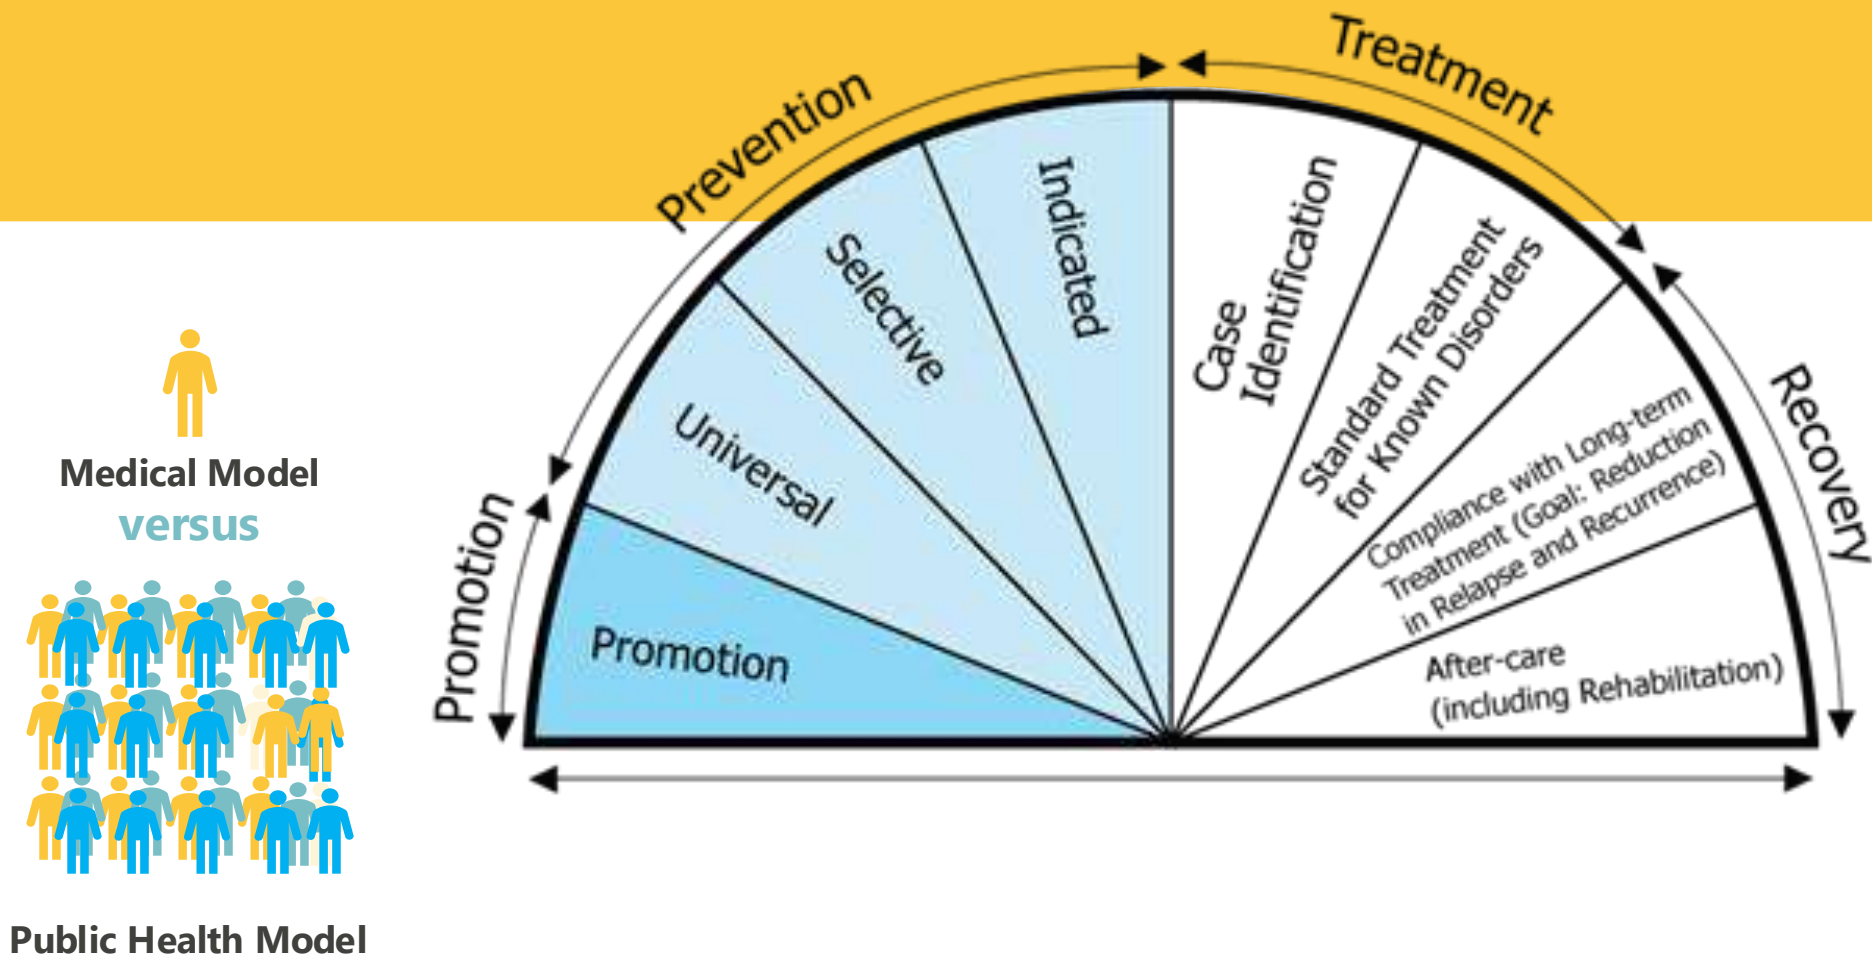 Medical Model
versus
Public Health Model
Promotion
Prevention
Treatment
Recovery
Promotion
Universal
Selective
Indicated
Case
Identification
Standard Treatment
for Known Disorders
Compliance with Long-term
Treatment (Goal: Reduction
in Relapse and Recurrence)
After-care
(including Rehabilitation)